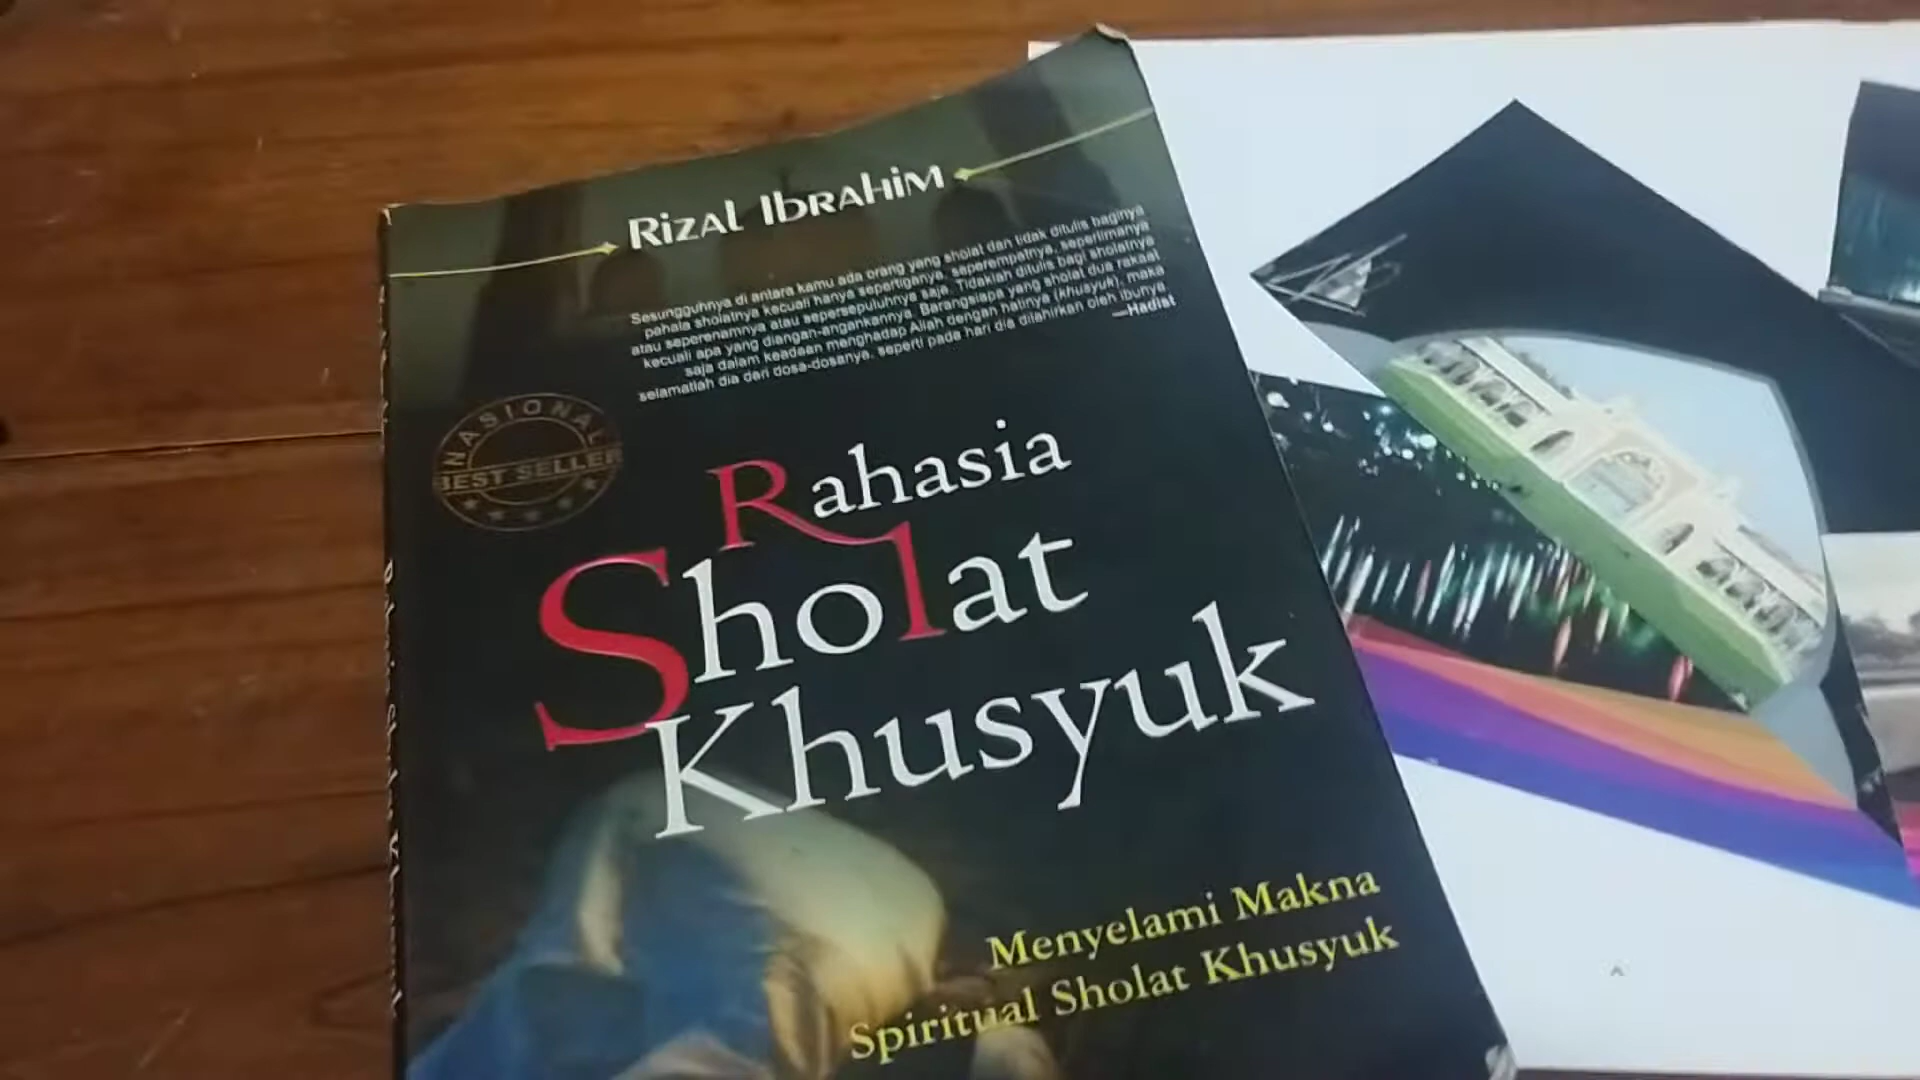 Rizal Ibrahim
Sesungguhnya di antara kamu ada orang yang sholat dan tidak ditulis baginya
pahala sholatnya kecuali hanya sepertiganya, seperempatnya, seperlimanya
atau seperenamnya atau sepersepuluhnya saja. Tidaklah ditulis bagi sholatnya
kecuali apa yang diangan-angankannya. Barangsiapa yang sholat dua rakaat
saja dalam keadaan menghadap Allah dengan hatinya (khusyuk), maka
selamatlah dia dari dosa-dosanya, seperti pada hari dia dilahirkan oleh ibunya.
—Hadist
NASIONAL
BEST SELLER
Rahasia
Sholat
Khusyuk
Menyelami Makna
Spiritual Sholat Khusyuk